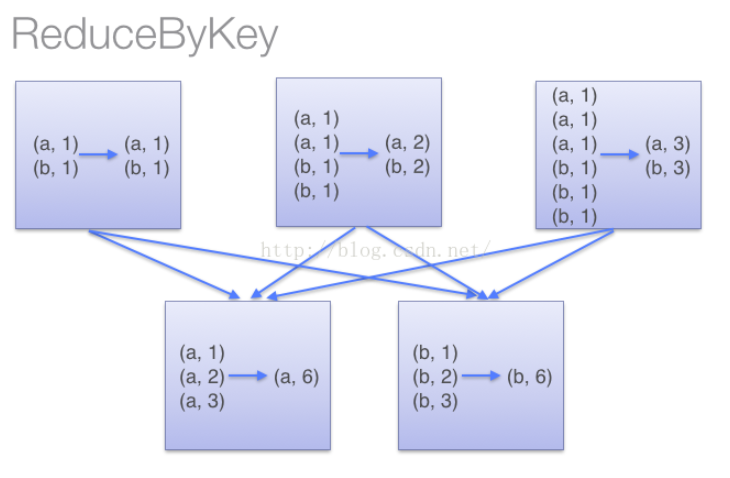 ReduceByKey
(a, 1) (a, 1)
(b, 1) (b, 1)
(a, 1)
(a, 1) (a, 2)
(b, 1) (b, 2)
(b, 1)
(a, 1)
(a, 1)
(a, 1) (a, 3)
(b, 1) (b, 3)
(b, 1)
(b, 1)
http://blog.csdn.net/
(a, 1)
(a, 2) (a, 6)
(a, 3)
(b, 1)
(b, 2) (b, 6)
(b, 3)